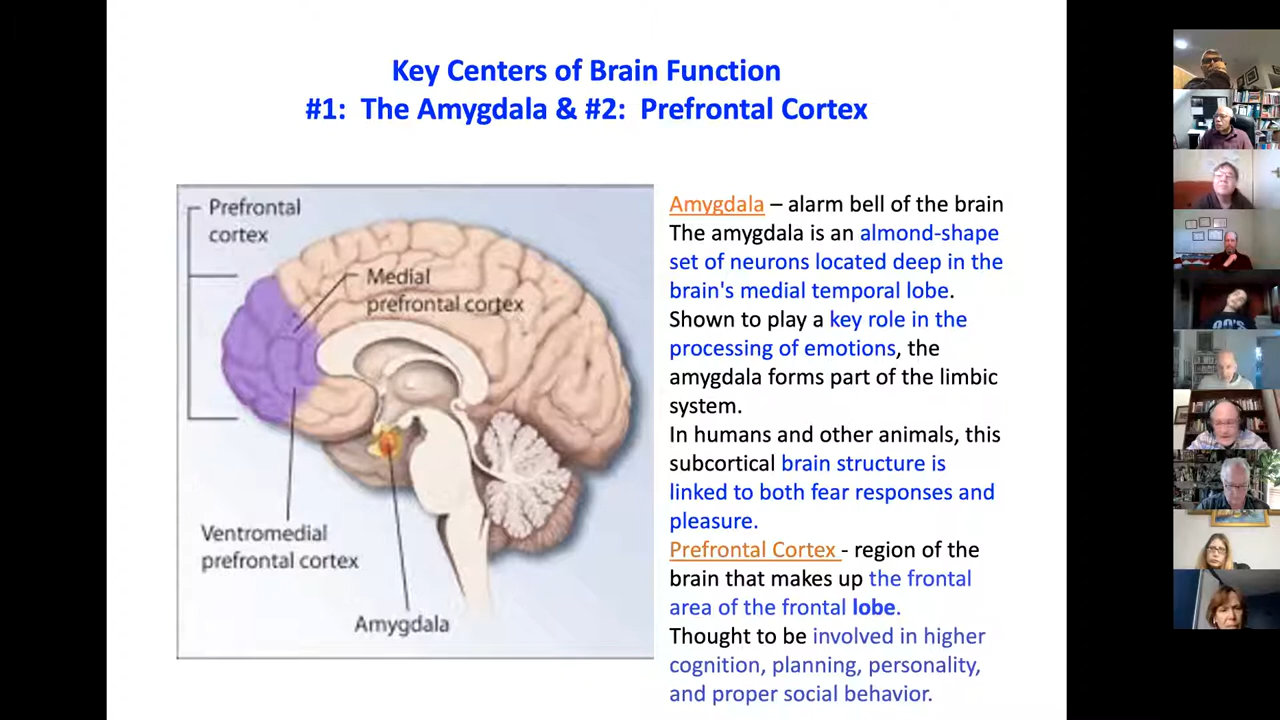 Key Centers of Brain Function
#1: The Amygdala & #2: Prefrontal Cortex
Prefrontal
cortex
Medial
prefrontal cortex
Ventromedial
prefrontal cortex
Amygdala
Amygdala – alarm bell of the brain
The amygdala is an almond-shape
set of neurons located deep in the
brain's medial temporal lobe.
Shown to play a key role in the
processing of emotions, the
amygdala forms part of the limbic
system.
In humans and other animals, this
subcortical brain structure is
linked to both fear responses and
pleasure.
Prefrontal Cortex - region of the
brain that makes up the frontal
area of the frontal lobe.
Thought to be involved in higher
cognition, planning, personality,
and proper social behavior.